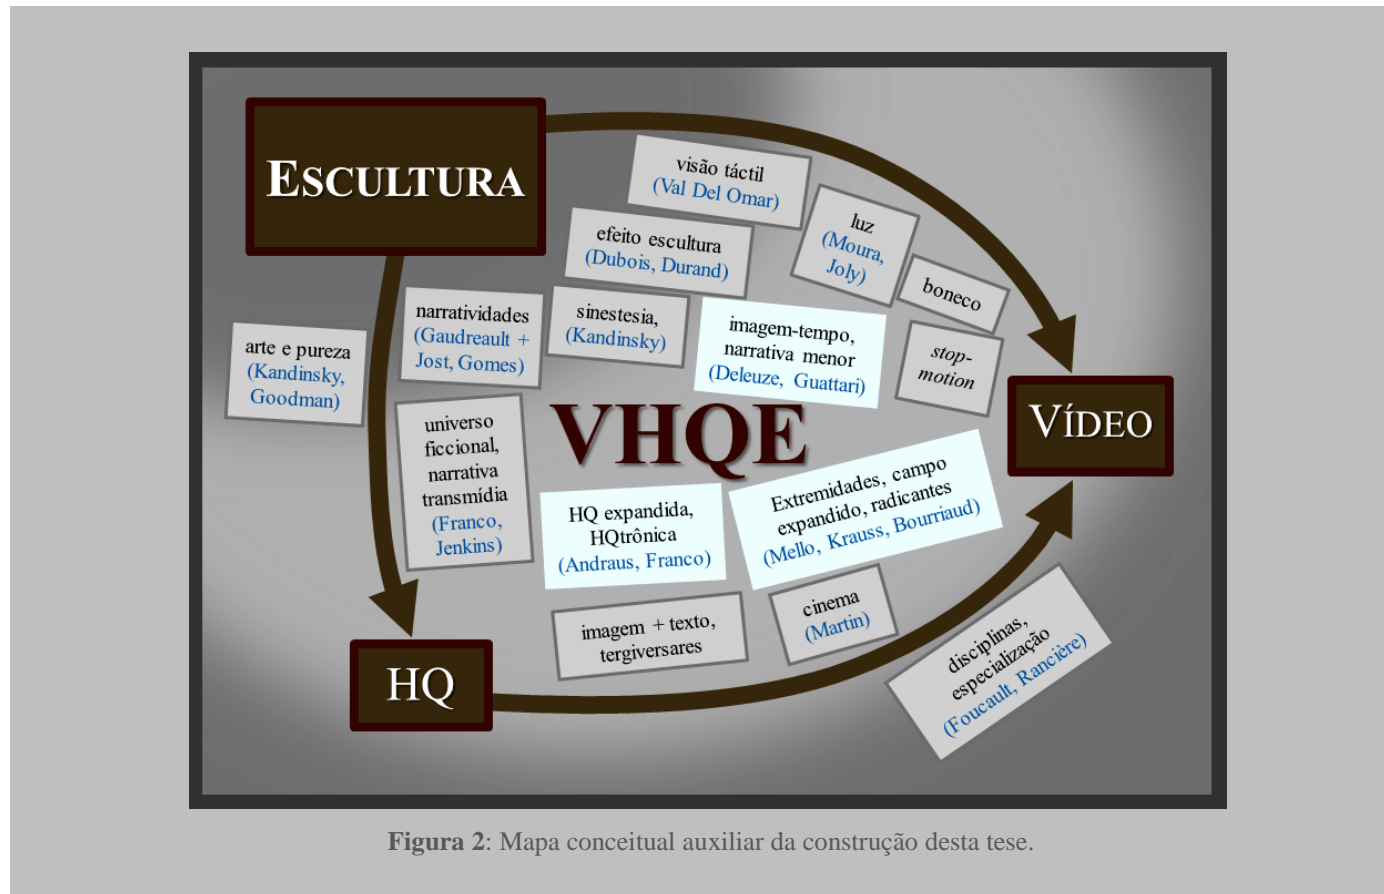 ESCULTURA
visão táctil
(Val Del Omar)
luz
(Moura,
Joly)
efeito escultura
(Dubois, Durand)
boneco
narratividades
(Gaudreault +
Jost, Gomes)
sinestesia,
(Kandinsky)
imagem-tempo,
narrativa menor
(Deleuze, Guattari)
stop-
motion
arte e pureza
(Kandinsky,
Goodman)
VHQE
VÍDEO
universo
ficcional,
narrativa
transmídia
(Franco,
Jenkins)
HQ expandida,
HQtrônica
(Andraus, Franco)
Extremidades, campo
expandido, radicantes
(Mello, Krauss, Bourriaud)
cinema
(Martin)
imagem + texto,
tergiversares
disciplinas,
especialização
(Foucault, Rancière)
HQ
Figura 2: Mapa conceitual auxiliar da construção desta tese.